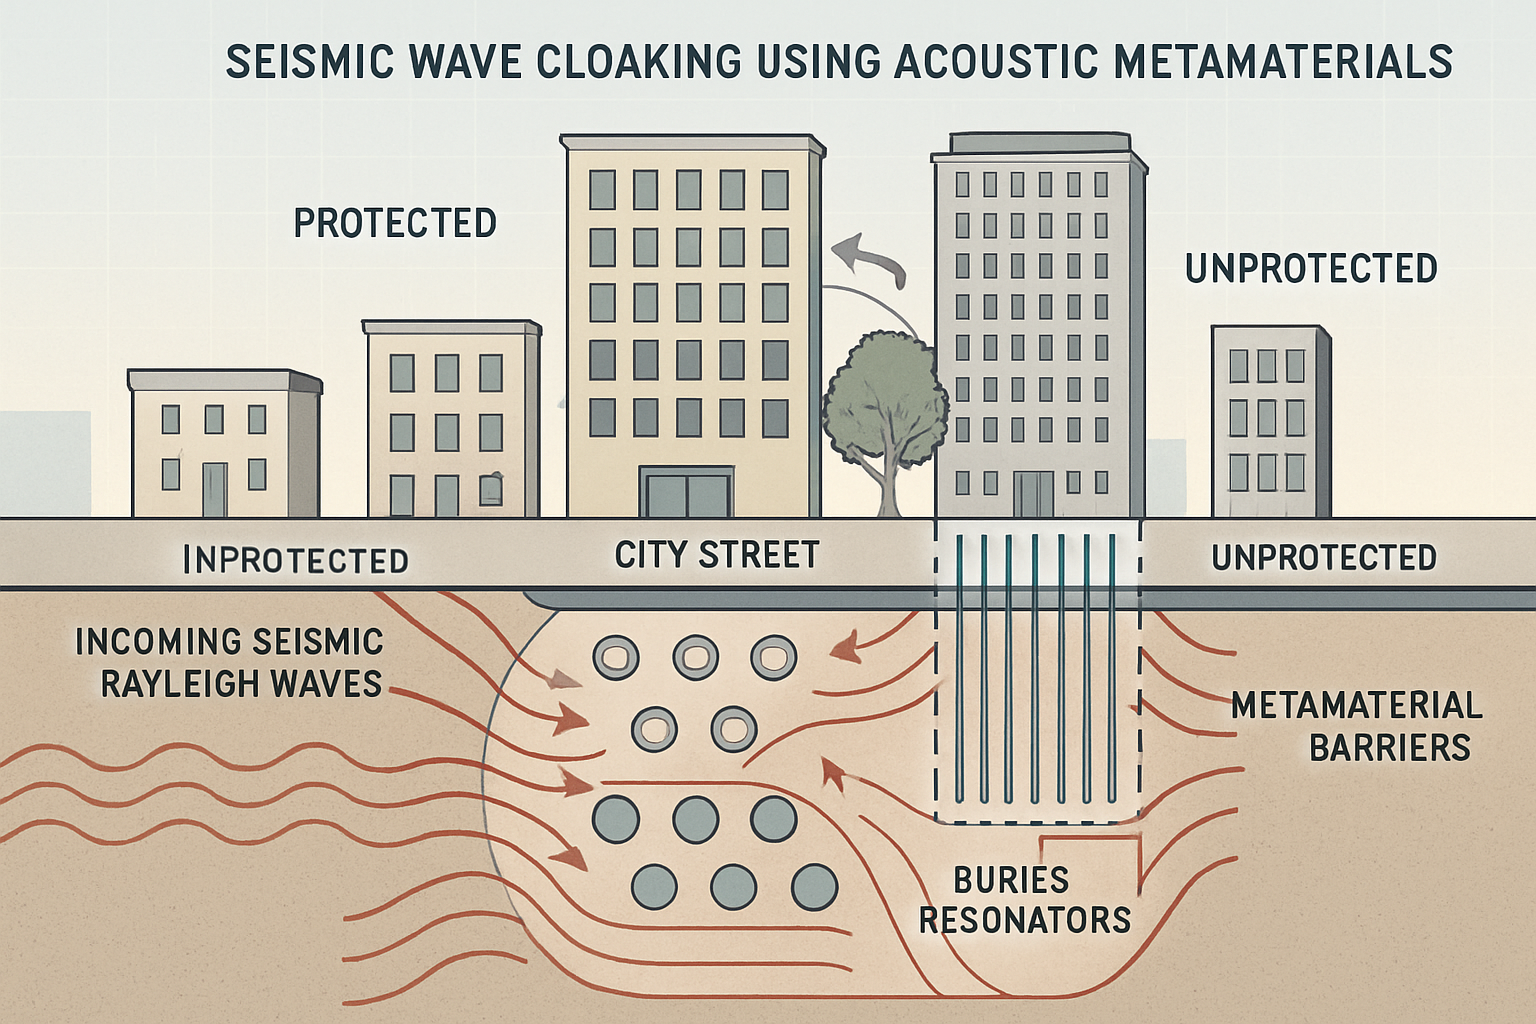 SEISMIC WAVE CLOAKING USING ACOUSTIC METAMATERIALS
PROTECTED
UNPROTECTED
INPROTECTED
CITY STREET
UNPROTECTED
INCOMING SEISMIC
RAYLEIGH WAVES
METAMATERIAL
BARRIERS
BURIES
RESONATORS